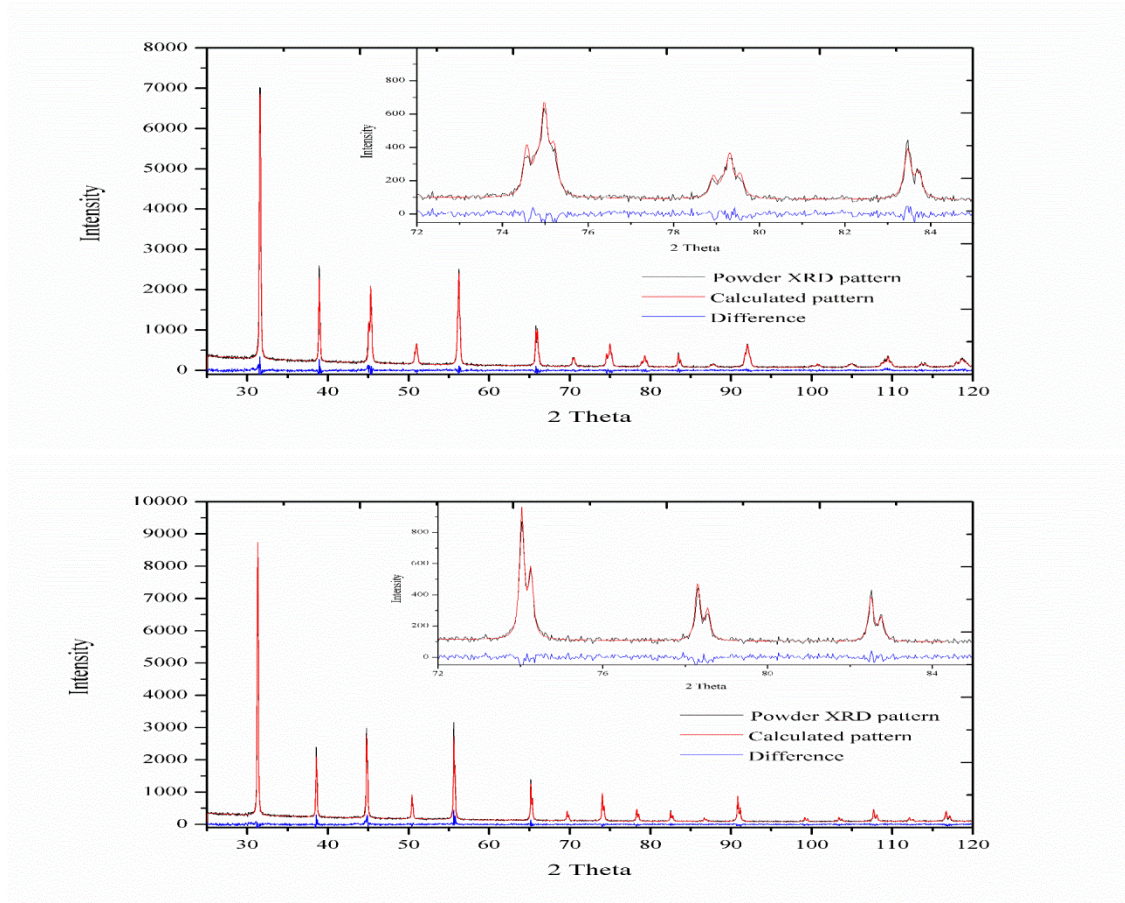 8000
7000
6000
5000
4000
3000
2000
1000
0
Intensity
30 40 50 60 70 80 90 100 110 120
2 Theta
800
600
400
200
0
Intensity
72 74 76 78 80 82 84
2 Theta
Powder XRD pattern
Calculated pattern
Difference
10000
9000
8000
7000
6000
5000
4000
3000
2000
1000
0
Intensity
30 40 50 60 70 80 90 100 110 120
2 Theta
800
600
400
200
0
Intensity
72 76 80 84
2 Theta
Powder XRD pattern
Calculated pattern
Difference